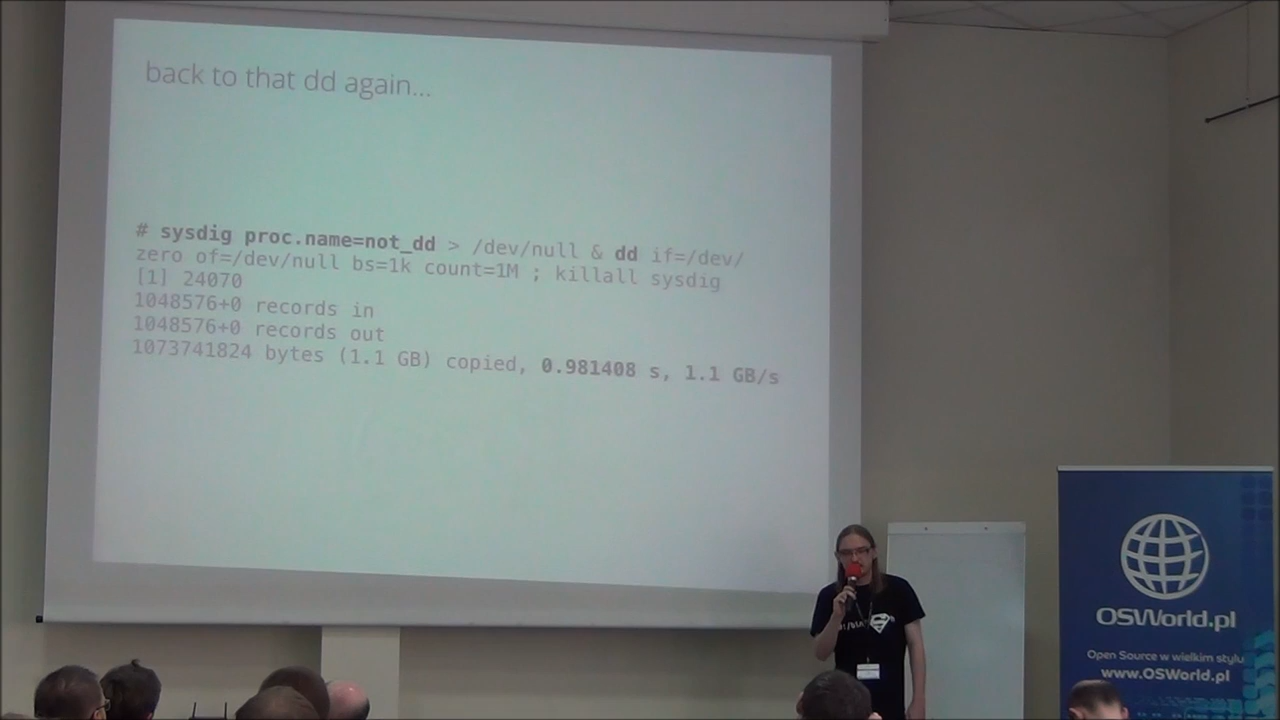 back to that dd again...
# sysdig proc.name=not_dd > /dev/null & dd if=/dev/
zero of=/dev/null bs=1k count=1M ; killall sysdig
[1] 24070
1048576+0 records in
1048576+0 records out
1073741824 bytes (1.1 GB) copied, 0.981408 s, 1.1 GB/s
OSWorld.pl
Open Source w wielkim stylu
www.OSWorld.pl